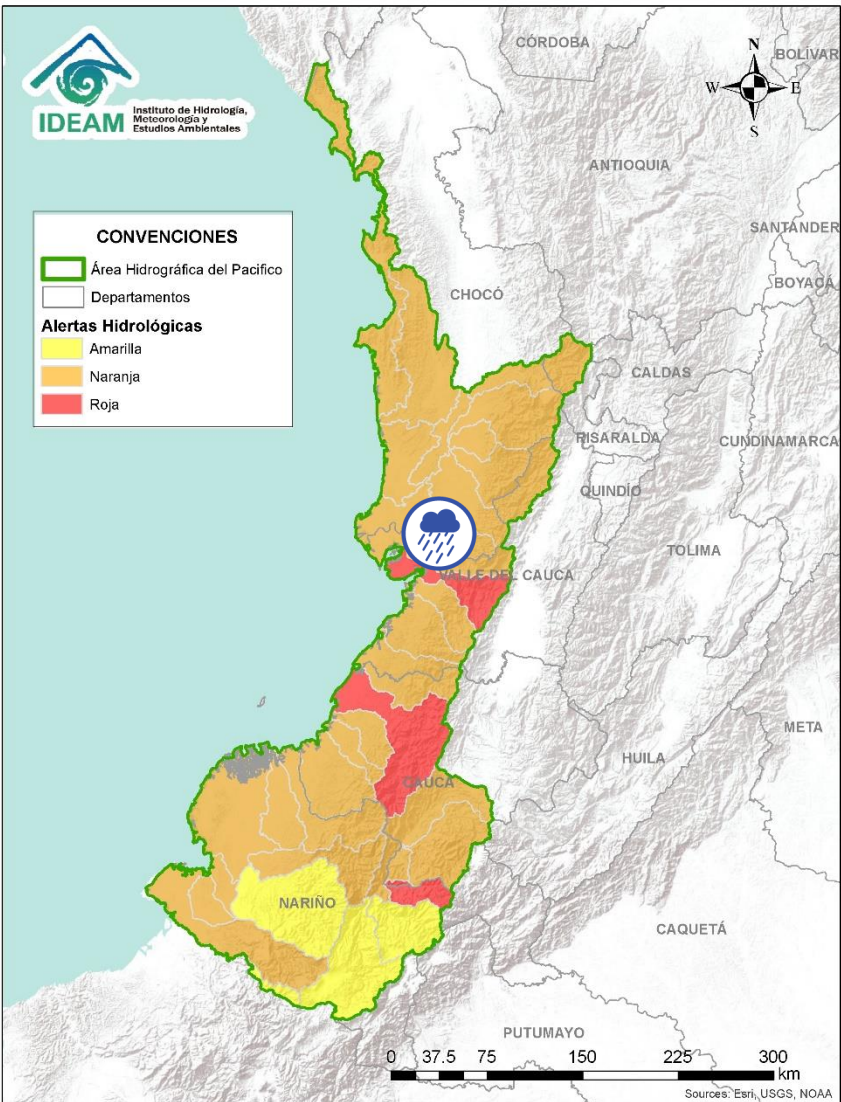 IDEAM
Instituto de Hidrología,
Meteorología y
Estudios Ambientales
CÓRDOBA
BOLÍVAR
N
W
E
S
ANTIOQUIA
SANTANDER
BOYACÁ
CONVENCIONES
Área Hidrográfica del Pacifico
Departamentos
Alertas Hidrológicas
Amarilla
Naranja
Roja
CHOCÓ
CALDAS
RISARALDA
CUNDINAMARCA
QUINDÍO
TOLIMA
VALLE DEL CAUCA
META
HUILA
CAUCA
NARIÑO
CAQUETÁ
PUTUMAYO
0 37.5 75 150 225 300
km
Sources: Esri, USGS, NOAA